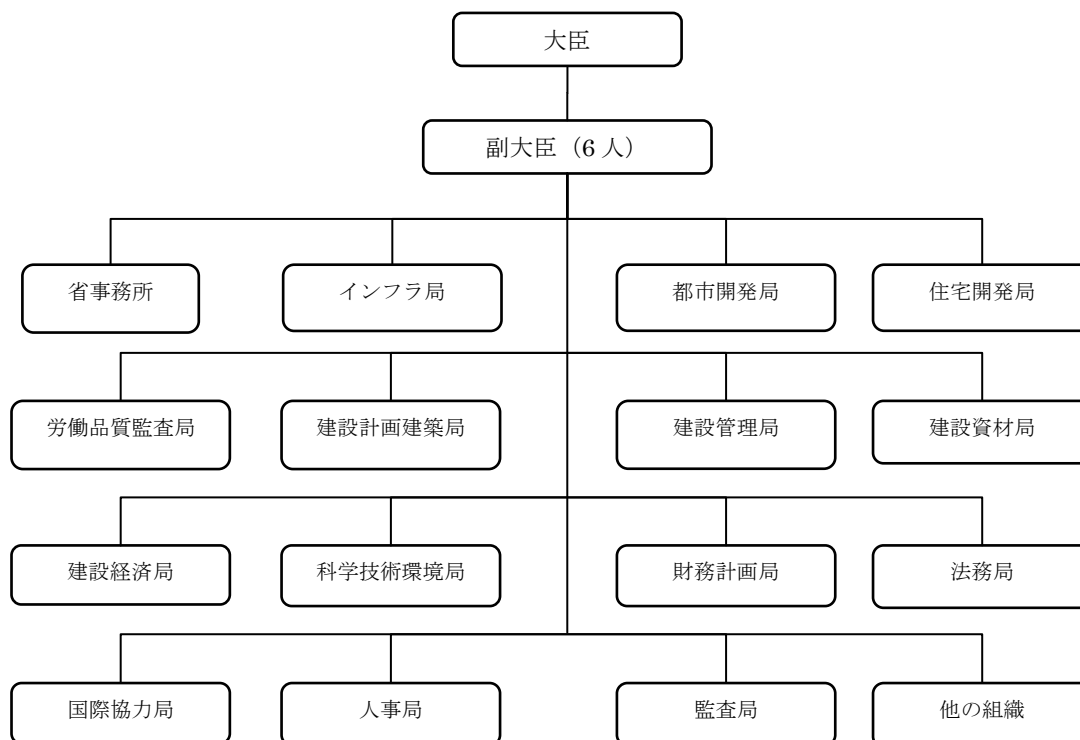 大臣
副大臣（6 人）
省事務所
インフラ局
都市開発局
住宅開発局
労働品質監査局
建設計画建築局
建設管理局
建設資材局
建設経済局
科学技術環境局
財務計画局
法務局
国際協力局
人事局
監査局
他の組織